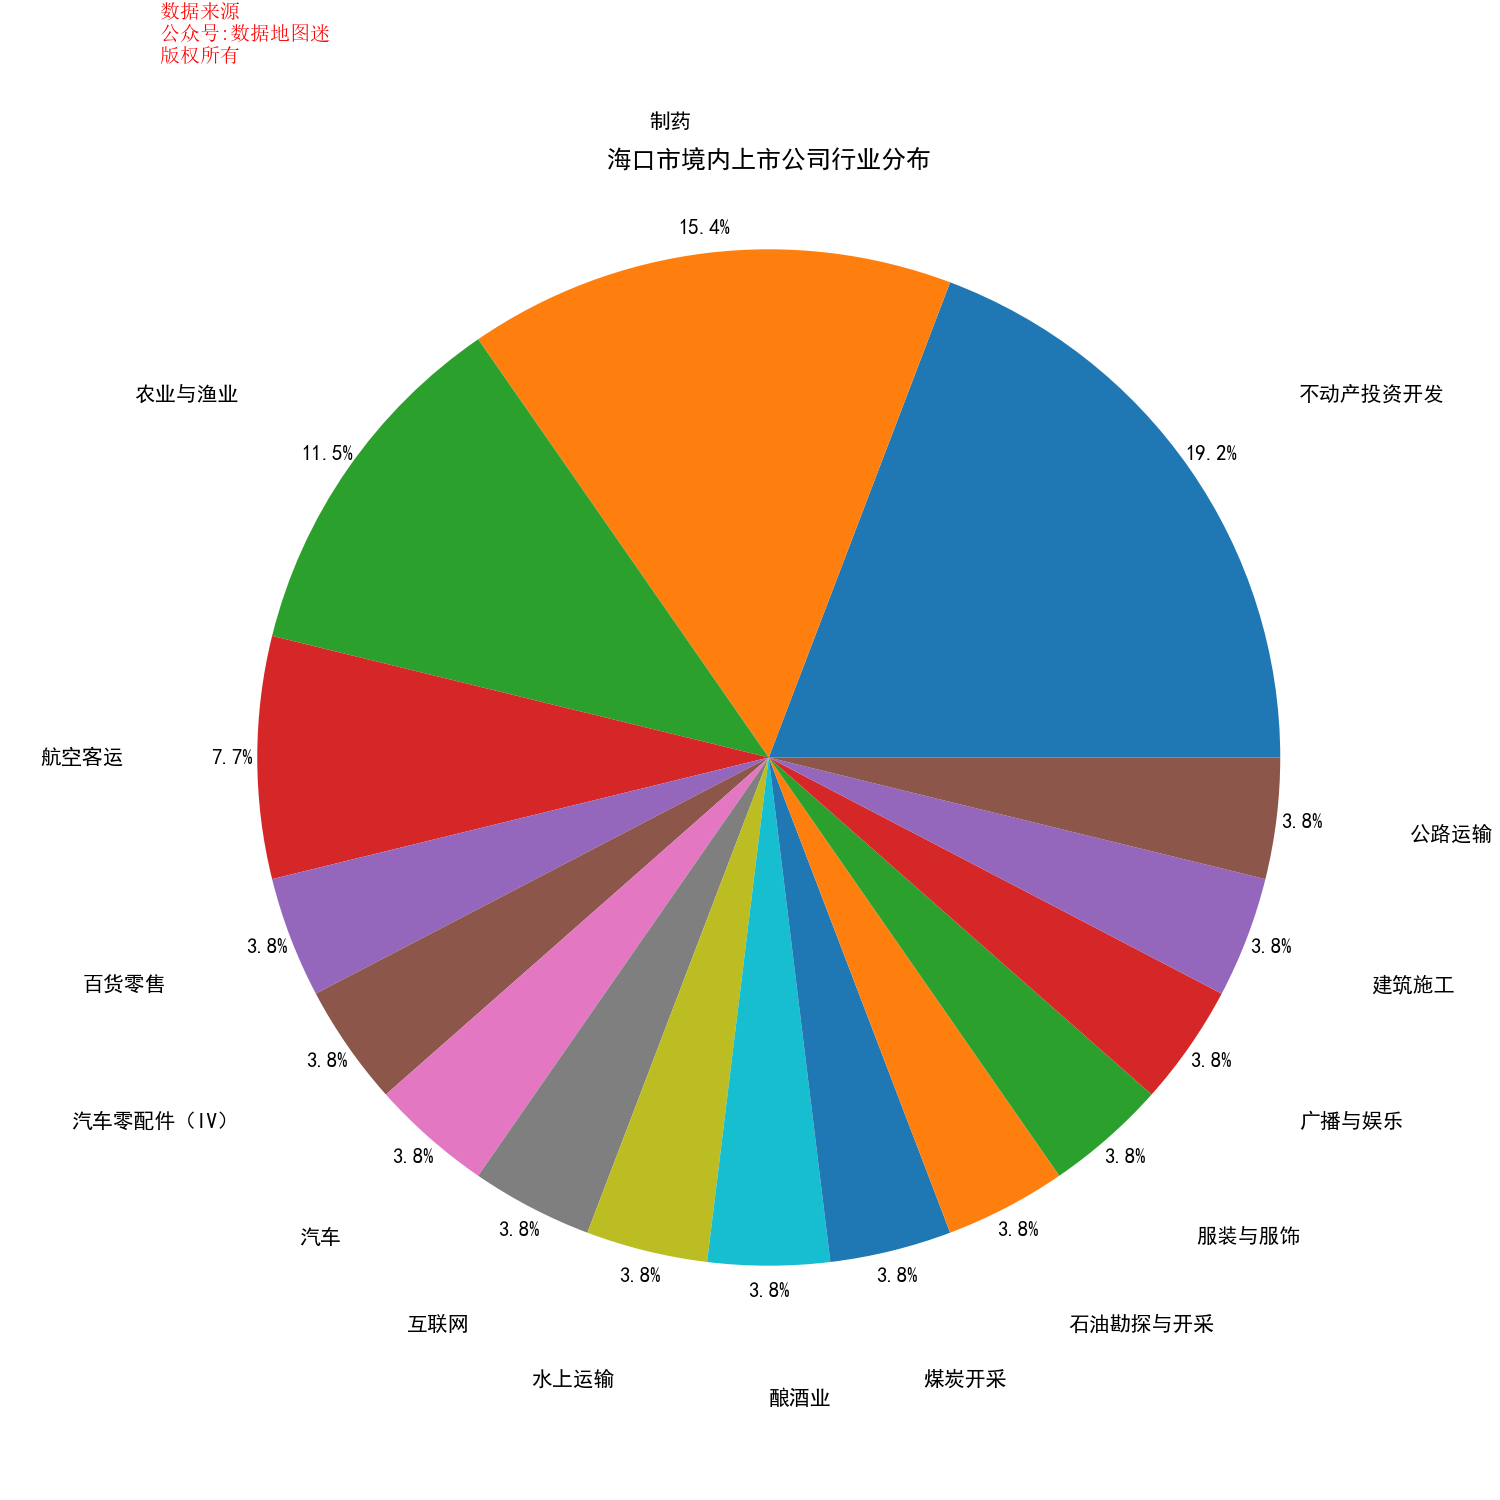 数据来源
公众号:数据地图迷
版权所有
制药
海口市境内上市公司行业分布
15.4%
农业与渔业
不动产投资开发
11.5%
19.2%
航空客运
7.7%
3.8%
公路运输
3.8%
3.8%
百货零售
建筑施工
3.8%
3.8%
汽车零配件（IV）
广播与娱乐
3.8%
3.8%
3.8%
3.8%
汽车
服装与服饰
3.8%
3.8%
3.8%
互联网
石油勘探与开采
水上运输
煤炭开采
酿酒业